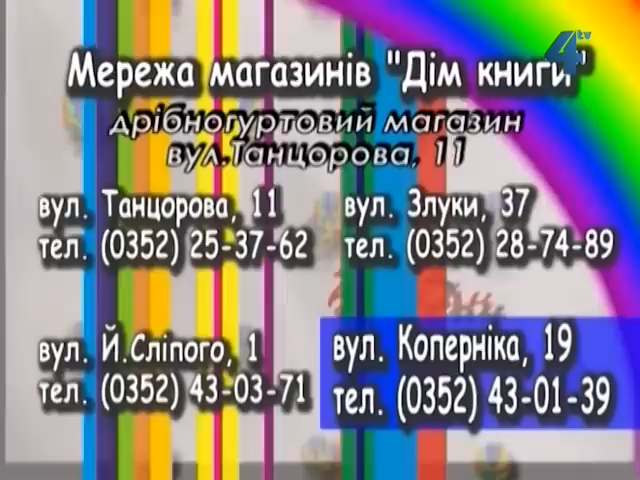 4 tv
Мережа магазинів "Дім книги"
дрібногуртовий магазин
вул.Танцорова, 11
вул. Танцорова, 11
тел. (0352) 25-37-62
вул. Злуки, 37
тел. (0352) 28-74-89
вул. Й.Сліпого, 1
тел. (0352) 43-03-71
вул. Коперніка, 19
тел. (0352) 43-01-39